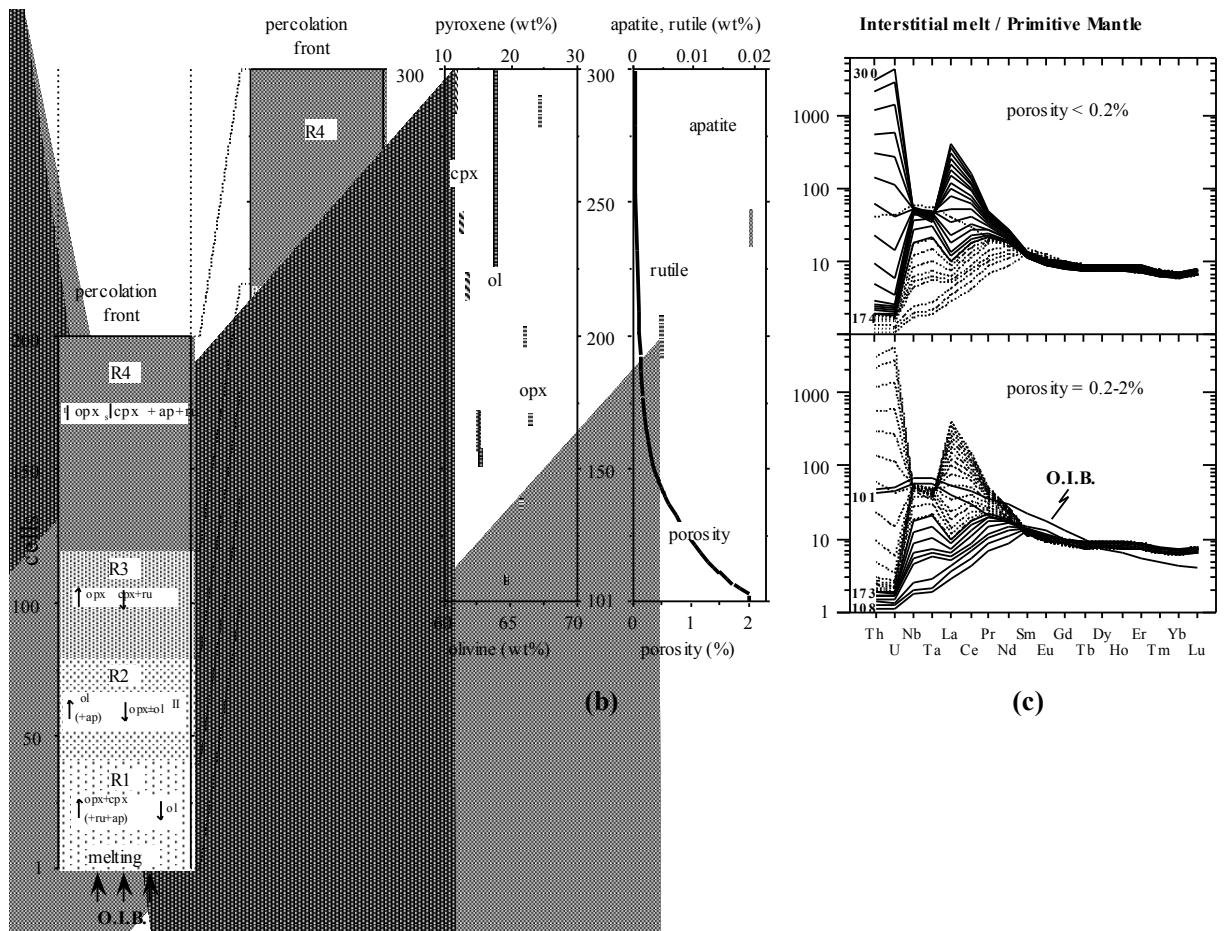 percolation
front
300
R4
percolation
front
R4
opx cpx + ap+
150
cells
R3
opx cpx+ru
100
R2
ol
(+ap)
opx±ol II
50
R1
opx+cpx
(+ru+ap)
ol
melting
1
O.I.B.
pyroxene (wt%)
10 17 22 30
cpx
ol
opx
65 70
olivine (wt%)
apatite, rutile (wt%)
0 0.01 0.02
300
apatite
250
rutile
200
150
porosity
101
0 1 2
porosity (%)
(b)
Interstitial melt / Primitive Mantle
300
1000
porosity < 0.2%
100
10
174
1000
porosity = 0.2-2%
100
O.I.B.
101
10
173
108
1
Th Nb La Pr Sm Gd Dy Er Yb
U Ta Ce Nd Eu Tb Ho Tm Lu
(c)